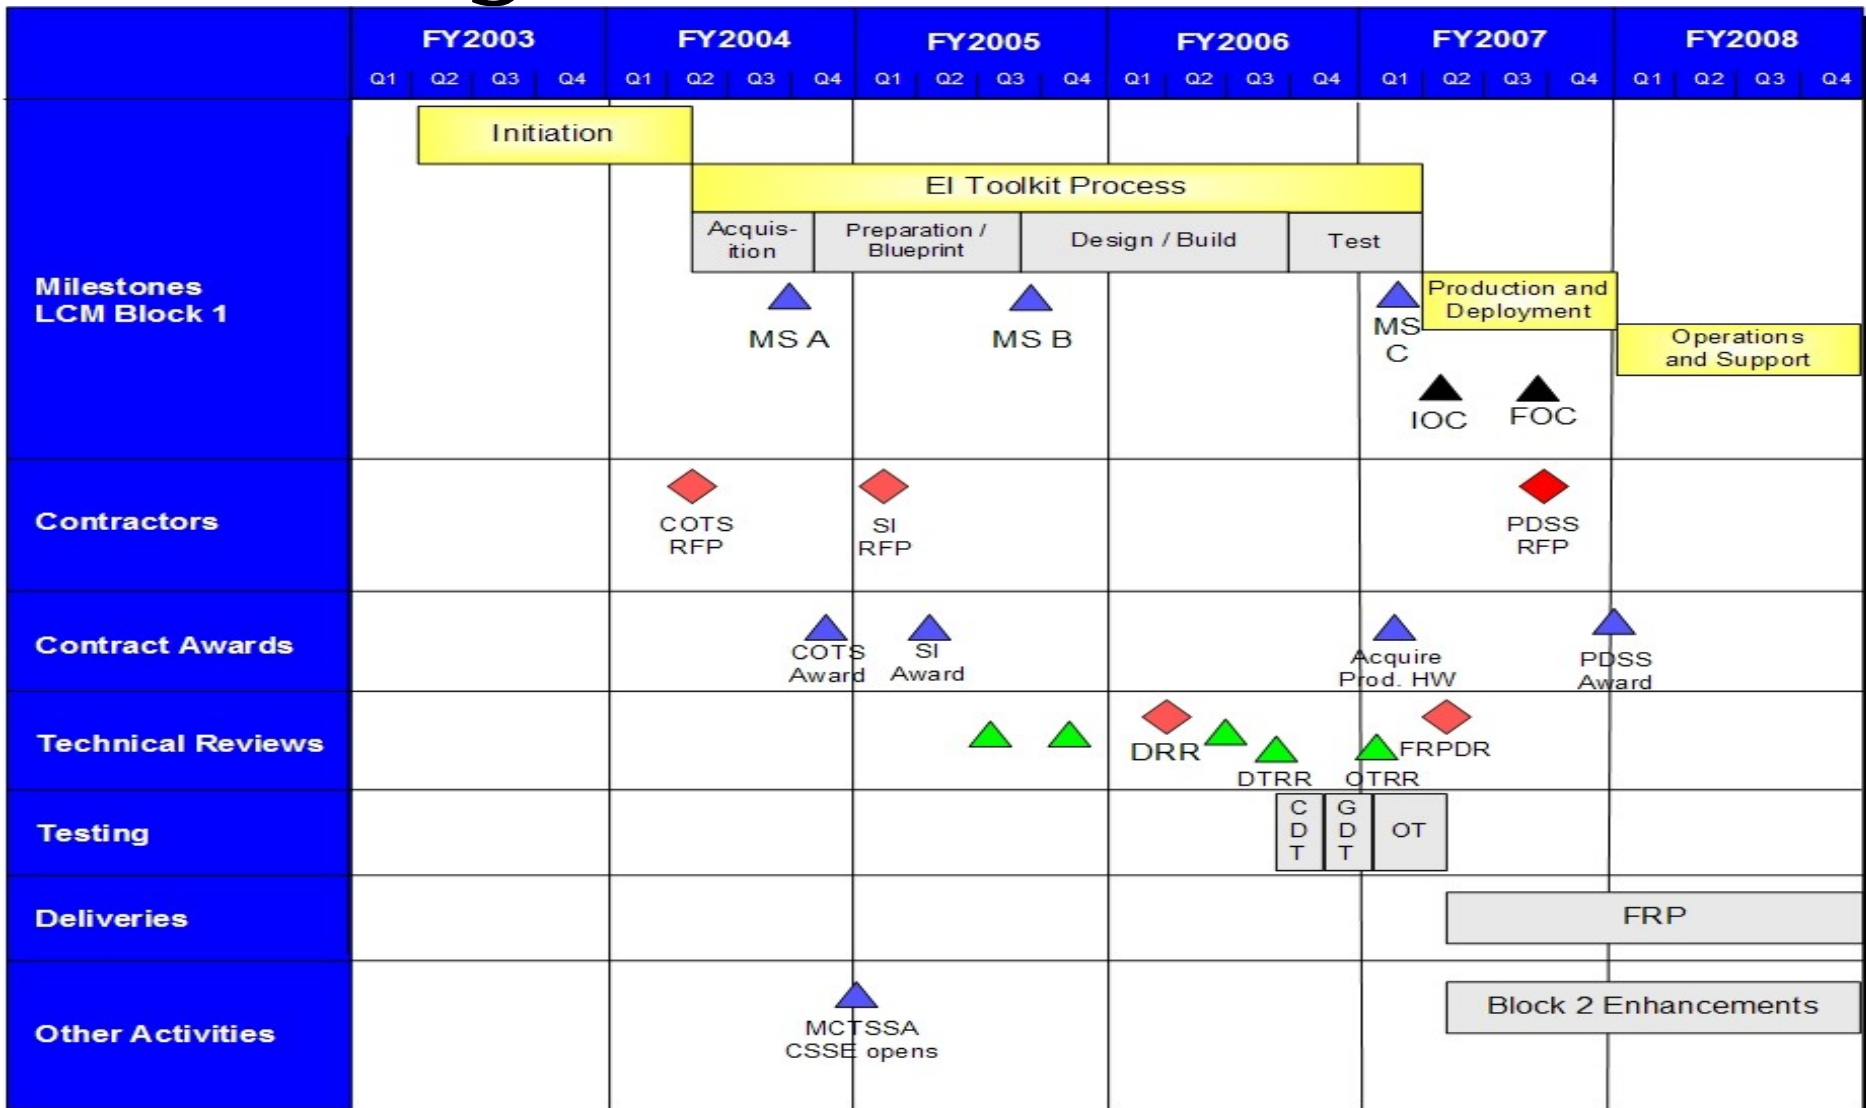 FY2003 FY2004 FY2005 FY2006 FY2007 FY2008
Q1 Q2 Q3 Q4 Q1 Q2 Q3 Q4 Q1 Q2 Q3 Q4 Q1 Q2 Q3 Q4 Q1 Q2 Q3 Q4 Q1 Q2 Q3 Q4
Milestones
LCM Block 1
Initiation
EI Toolkit Process
Acquis-
ition
Preparation /
Blueprint
Design / Build
Test
MS A
MS B
MS
C
Production and
Deployment
Operations
and Support
IOC
FOC
Contractors
COTS
RFP
SI
RFP
PDSS
RFP
Contract Awards
COTS
Award
SI
Award
Acquire
Prod. HW
PDSS
Award
Technical Reviews
DRR
DTRR
OTRR
FRPDR
Testing
C
D
T
G
D
T
OT
Deliveries
FRP
Other Activities
MCTSSA
CSSE opens
Block 2 Enhancements